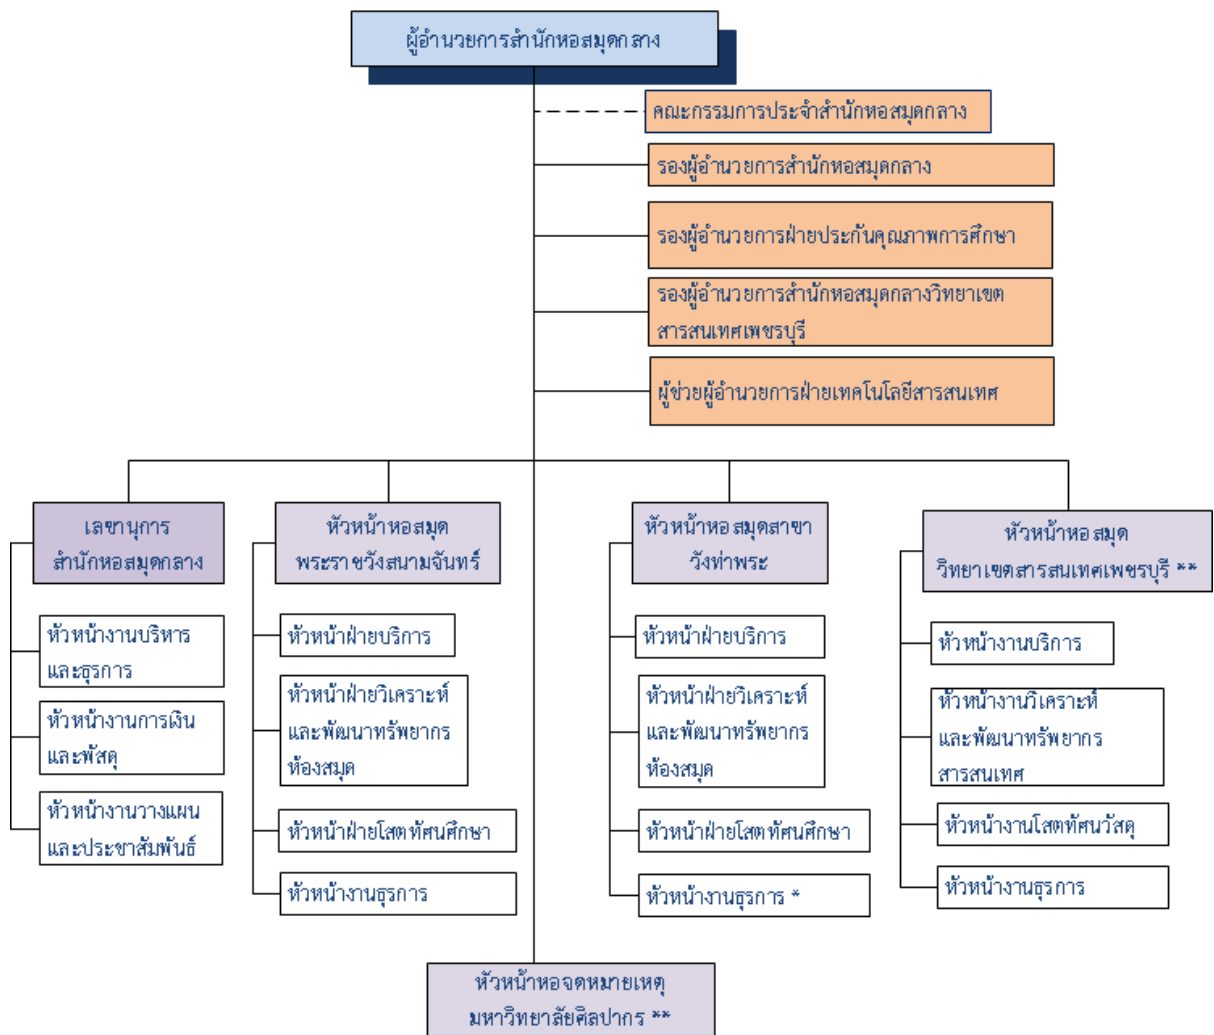 ผู้อำนวยการสำนักหอสมุดกลาง
คณะกรรมการประจำสำนักหอสมุดกลาง
รองผู้อำนวยการสำนักหอสมุดกลาง
รองผู้อำนวยการฝ่ายประกันคุณภาพการศึกษา
รองผู้อำนวยการสำนักหอสมุดกลางวิทยาเขต
สารสนเทศเพชรบุรี
ผู้ช่วยผู้อำนวยการฝ่ายเทคโนโลยีสารสนเทศ
เลขานุการ
สำนักหอสมุดกลาง
หัวหน้างานบริหาร
และธุรการ
หัวหน้างานการเงิน
และพัสดุ
หัวหน้างานวางแผน
และประชาสัมพันธ์
หัวหน้าหอสมุด
พระราชวังสนามจันทร์
หัวหน้าฝ่ายบริการ
หัวหน้าฝ่ายวิเคราะห์
และพัฒนาทรัพยากร
ห้องสมุด
หัวหน้าฝ่ายโสตทัศนศึกษา
หัวหน้างานธุรการ
หัวหน้าหอสมุดสาขา
วังท่าพระ
หัวหน้าฝ่ายบริการ
หัวหน้าฝ่ายวิเคราะห์
และพัฒนาทรัพยากร
ห้องสมุด
หัวหน้าฝ่ายโสตทัศนศึกษา
หัวหน้างานธุรการ *
หัวหน้าหอสมุด
วิทยาเขตสารสนเทศเพชรบุรี **
หัวหน้างานบริการ
หัวหน้างานวิเคราะห์
และพัฒนาทรัพยากร
สารสนเทศ
หัวหน้างานโสตทัศนวัสดุ
หัวหน้างานธุรการ
หัวหน้าหอจดหมายเหตุ
มหาวิทยาลัยศิลปากร **